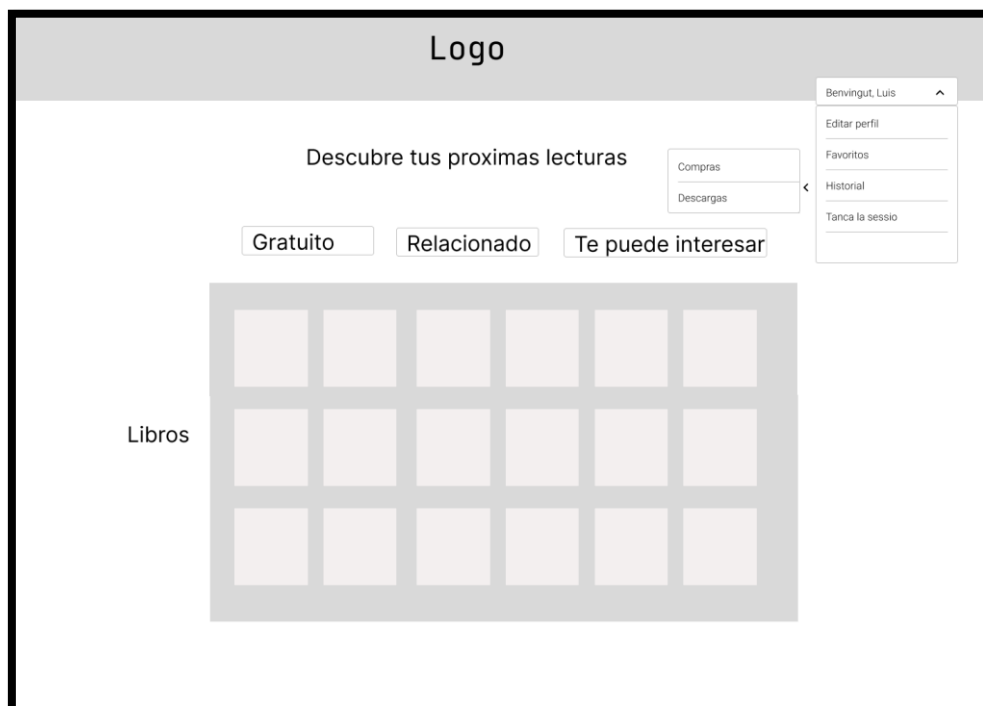 Logo
Benvingut, Luis
Editar perfil
Favoritos
Historial
Tanca la sessio
Descubre tus proximas lecturas
Compras
Descargas
Gratuito
Relacionado
Te puede interesar
Libros